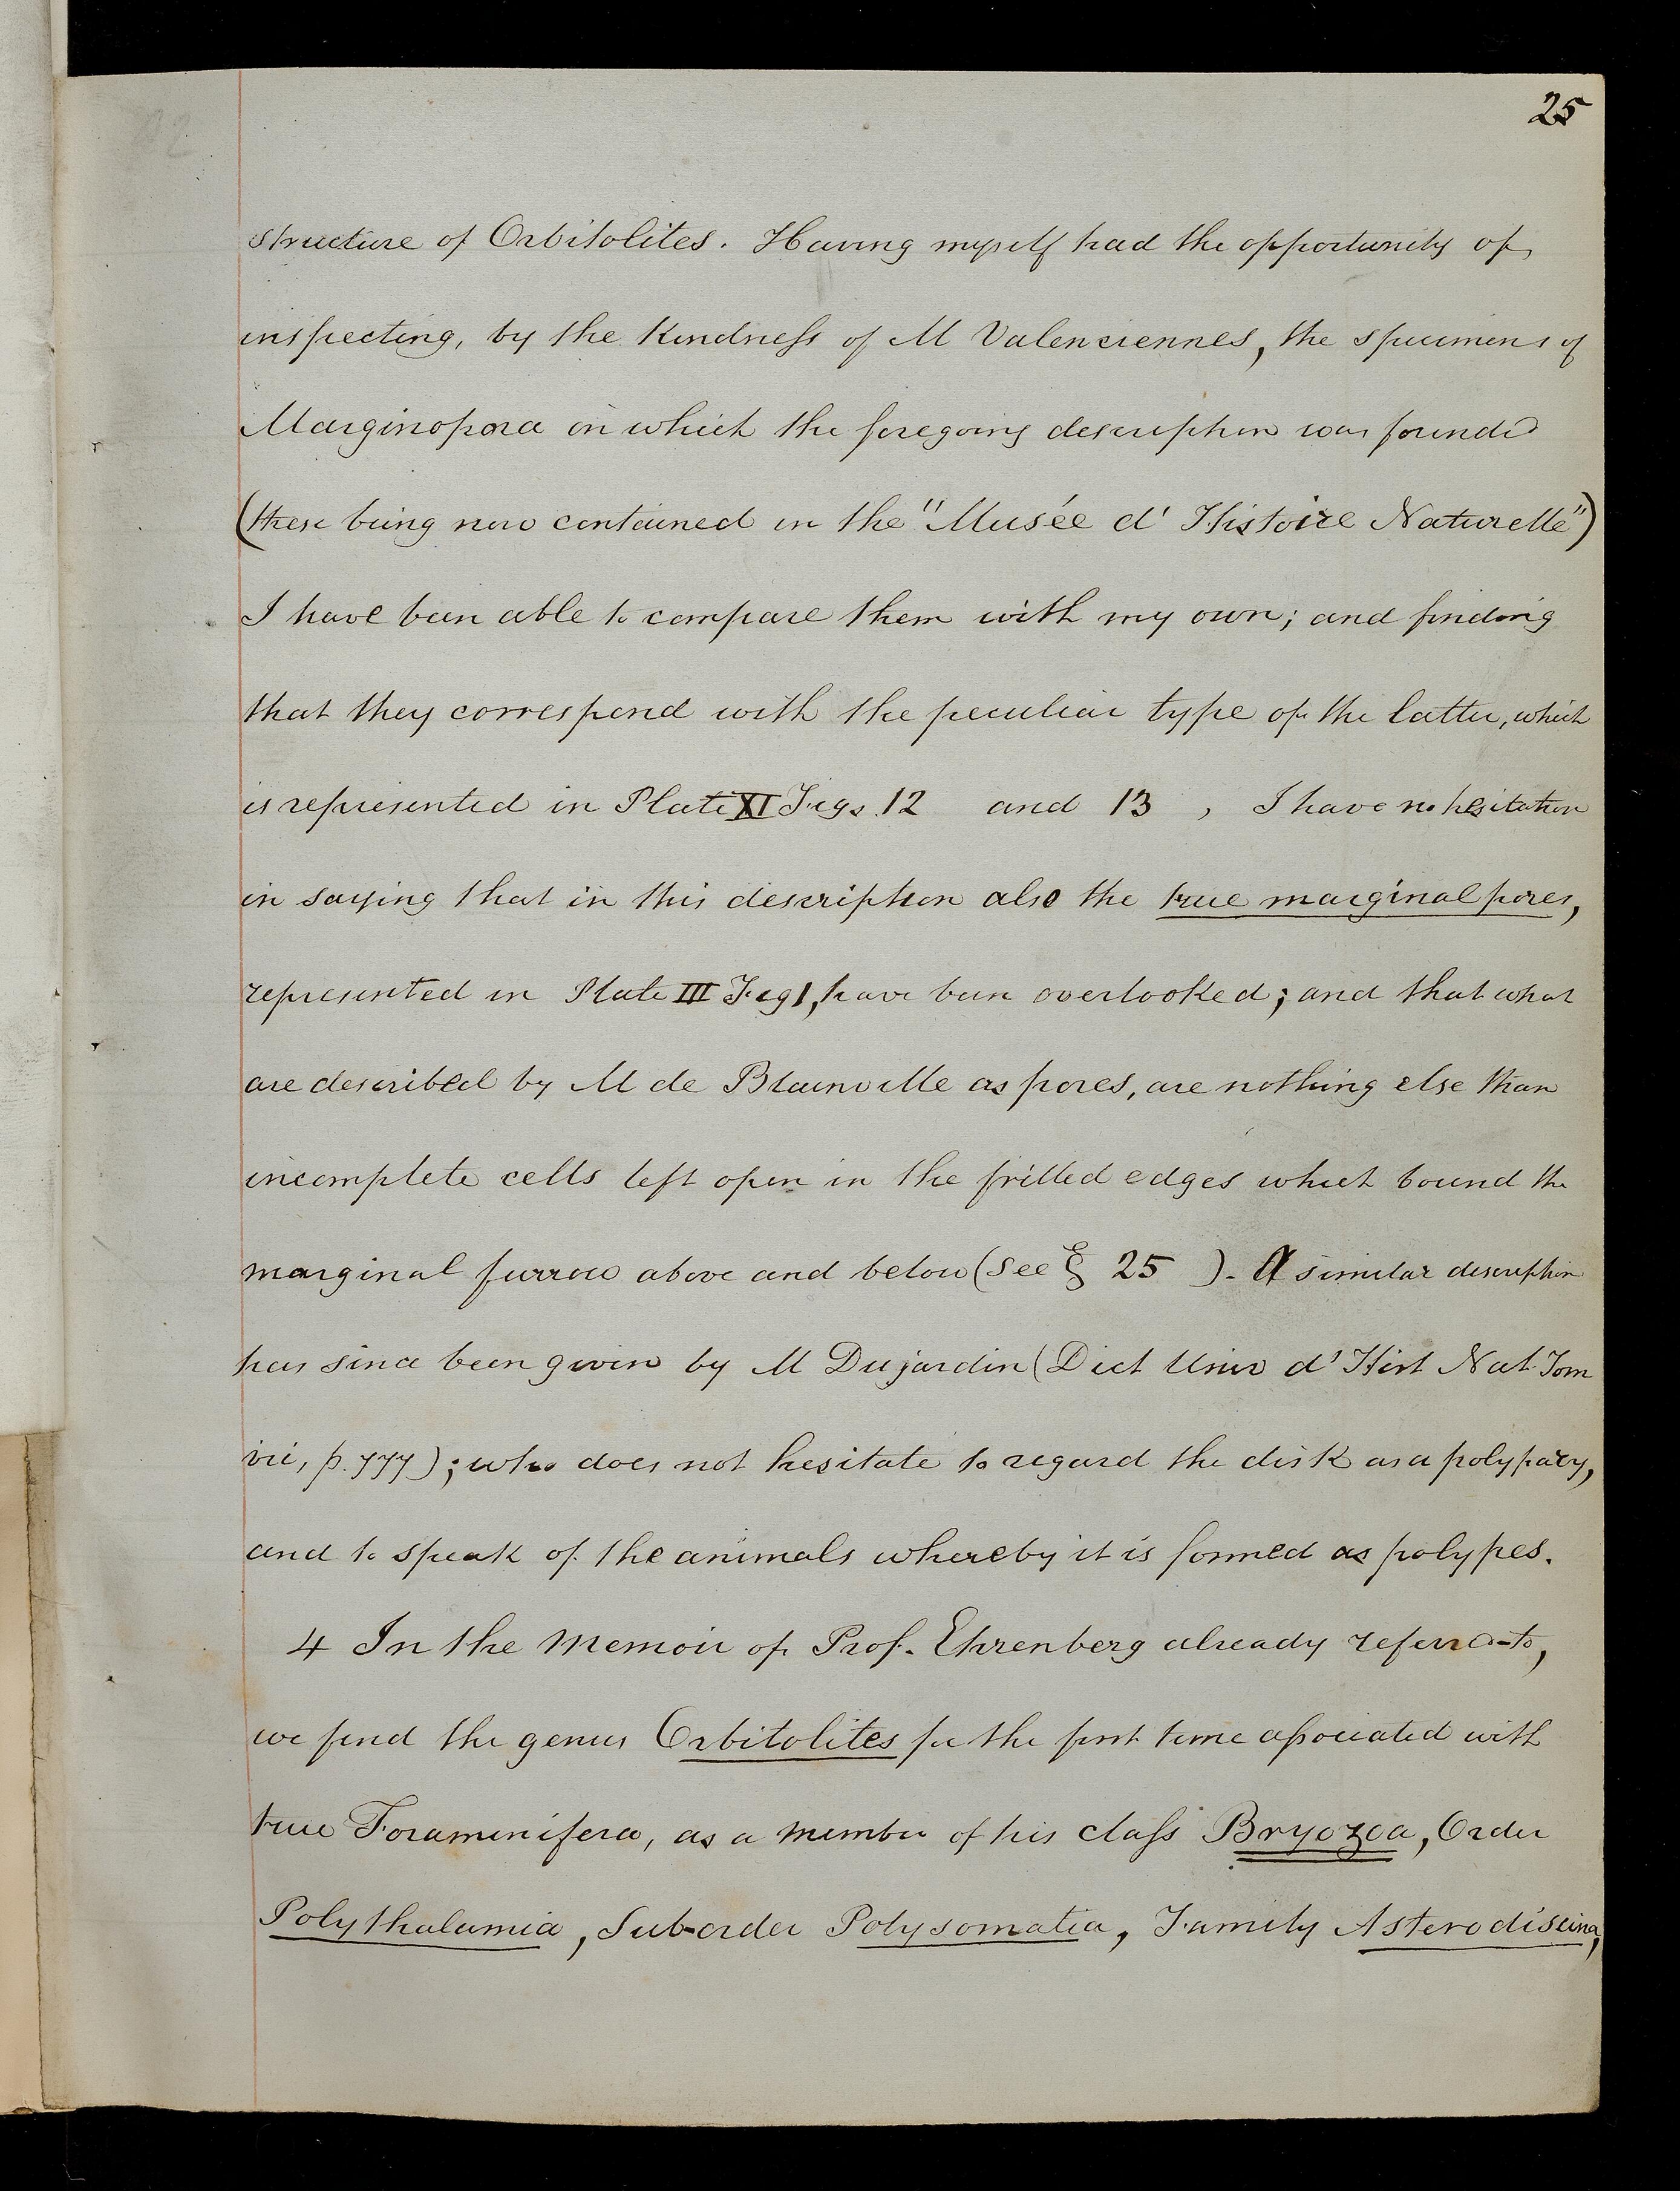 25
structure of Orbitolites. Having myself had the opportunity of
inspecting, by the Kindness of M Valenciennes, the specimens of
Marginopora on which the foregoing description was founded
(these being now contained in the "Musée d' Histoire Naturelle")
I have been able to compare them with my own; and finding
that they correspond with the peculiar type of the latter, which
is represented in Plate XI Figs. 12 and 13 , I have no hesitation
in saying that in this description also the true marginal pores,
represented in Plate III Fig 1, have been overlooked; and that what
are described by M de Blainville as pores, are nothing else than
incomplete cells left open in the frilled edges which bound the
marginal furrow above and below (see § 25 ). A similar description
has since been given by M Dujardin (Dict Univ d' Hist Nat Tom
vii, p. 777); who does not hesitate to regard the disk as a polypary,
and to speak of the animals whereby it is formed as polypes.
4 In the Memoir of Prof. Ehrenberg already referred-to,
we find the genus Orbitolites for the first time associated with
true Foraminifera, as a member of his class Bryozoa, Order
Polythalamia, Sub-order Polysomatia, Family Asterodiscina,